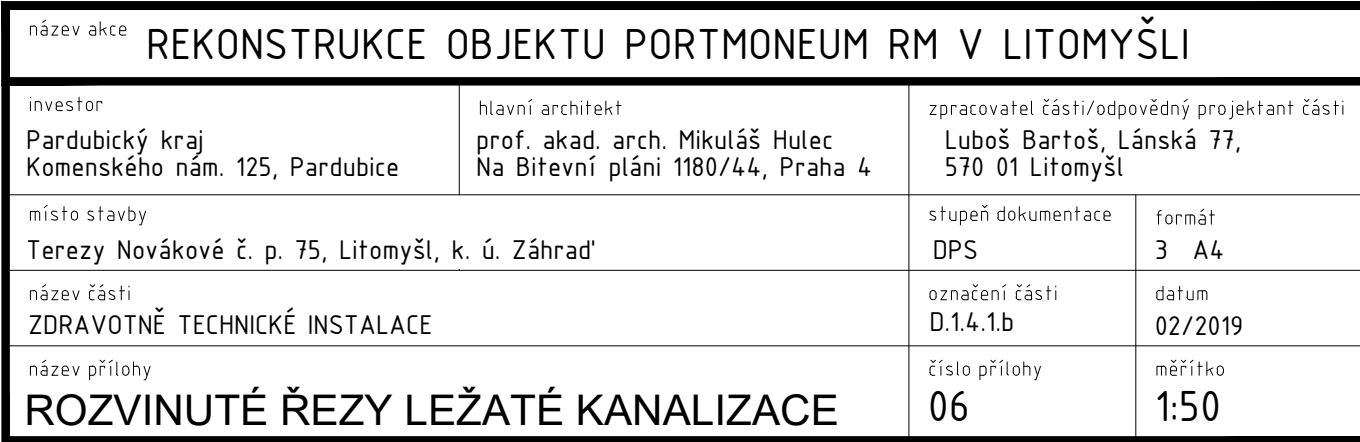 název akce REKONSTRUKCE OBJEKTU PORTMONEUM RM V LITOMYŠLI
investor
Pardubický kraj
Komenského nám. 125, Pardubice
hlavní architekt
prof. akad. arch. Mikuláš Hulec
Na Bitevní pláni 1180/44, Praha 4
zpracovatel části/odpovědný projektant části
Luboš Bartoš, Lánská 77,
570 01 Litomyšl
místo stavby
Terezy Novákové č. p. 75, Litomyšl, k. ú. Záhraď
stupeň dokumentace
DPS
formát
3 A4
název části
ZDRAVOTNĚ TECHNICKÉ INSTALACE
označení části
D.1.4.1.b
datum
02/2019
název přílohy
ROZVINUTÉ ŘEZY LEŽATÉ KANALIZACE
číslo přílohy
06
měřítko
1:50